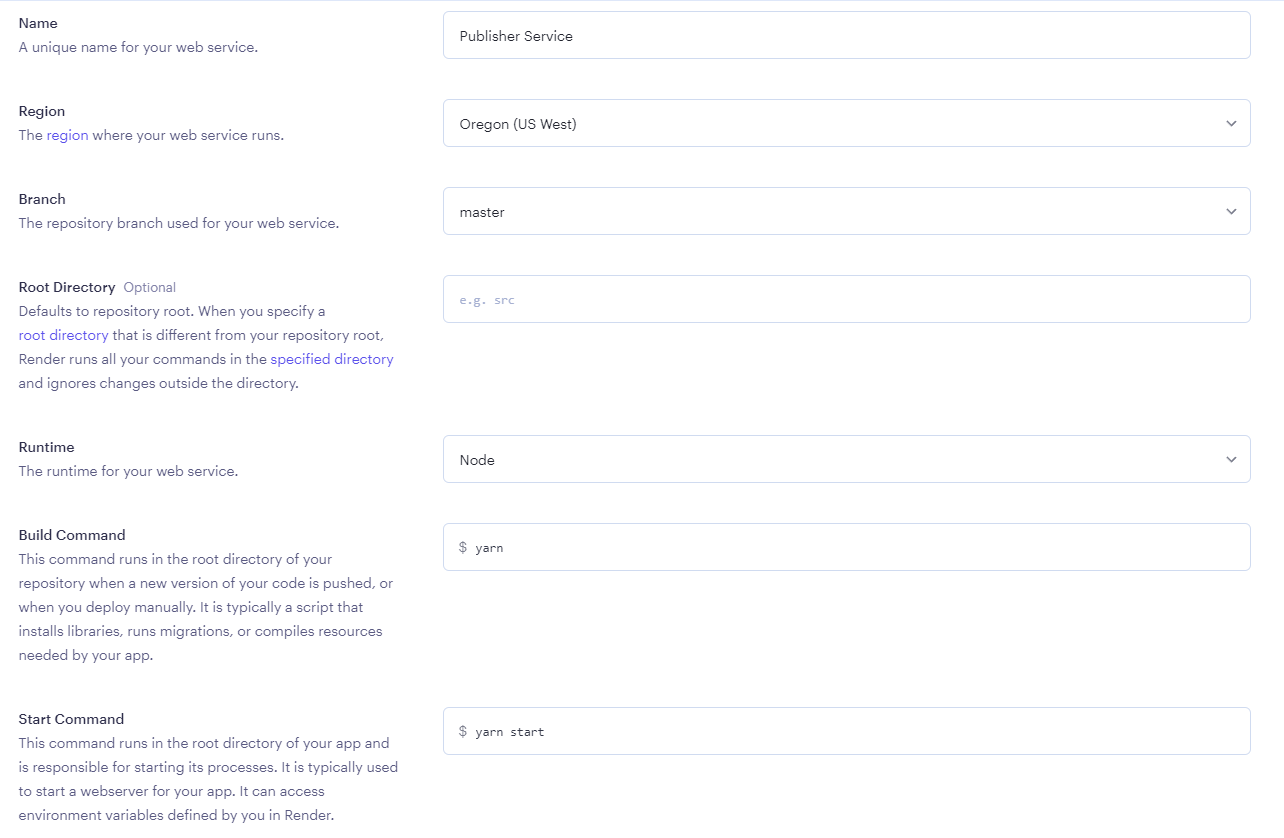 Name
A unique name for your web service.
Publisher Service
Region
The region where your web service runs.
Oregon (US West)
Branch
The repository branch used for your web service.
master
Root Directory Optional
Defaults to repository root. When you specify a
root directory that is different from your repository root,
Render runs all your commands in the specified directory
and ignores changes outside the directory.
e.g. src
Runtime
The runtime for your web service.
Node
Build Command
This command runs in the root directory of your
repository when a new version of your code is pushed, or
when you deploy manually. It is typically a script that
installs libraries, runs migrations, or compiles resources
needed by your app.
$ yarn
Start Command
This command runs in the root directory of your app and
is responsible for starting its processes. It is typically used
to start a webserver for your app. It can access
environment variables defined by you in Render.
$ yarn start